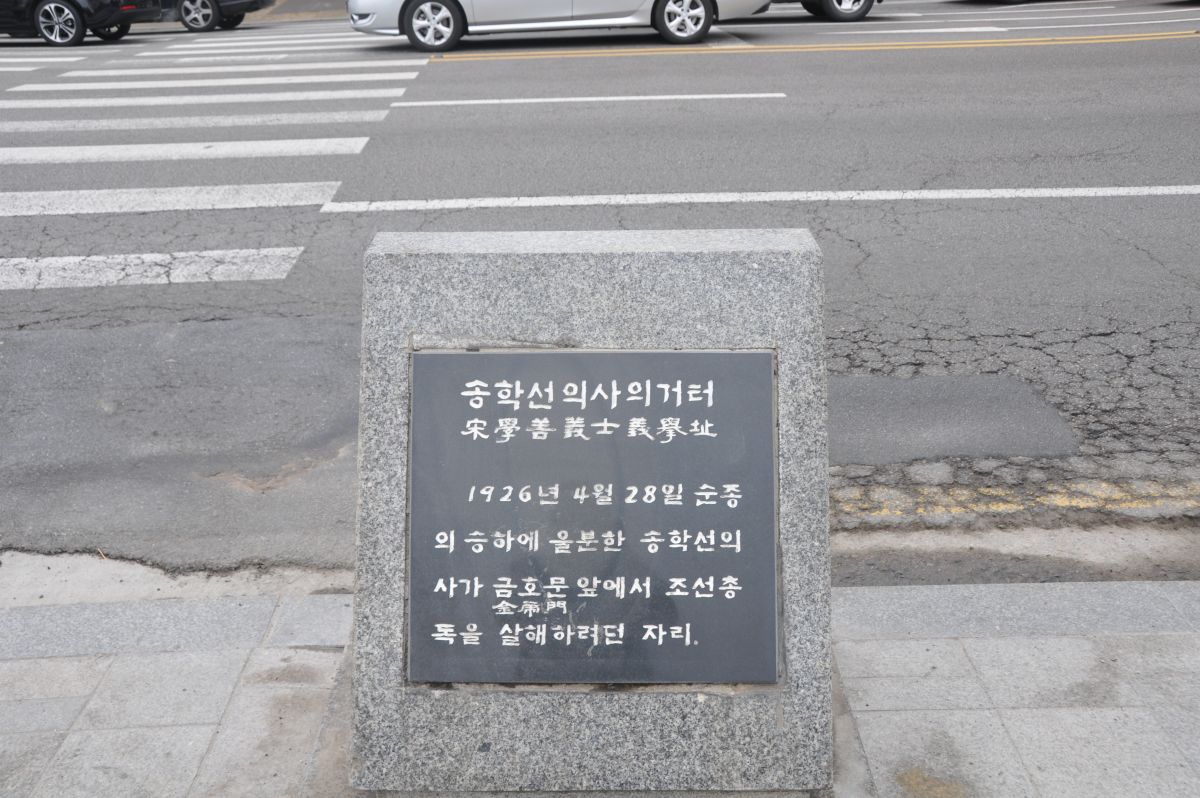 송학선의사의거터
宋學善義士義擧址
1926년 4월 28일 순종
의 승하에 울분한 송학선의
사가 금호문 앞에서 조선총
金虎門
독을 살해하려던 자리.